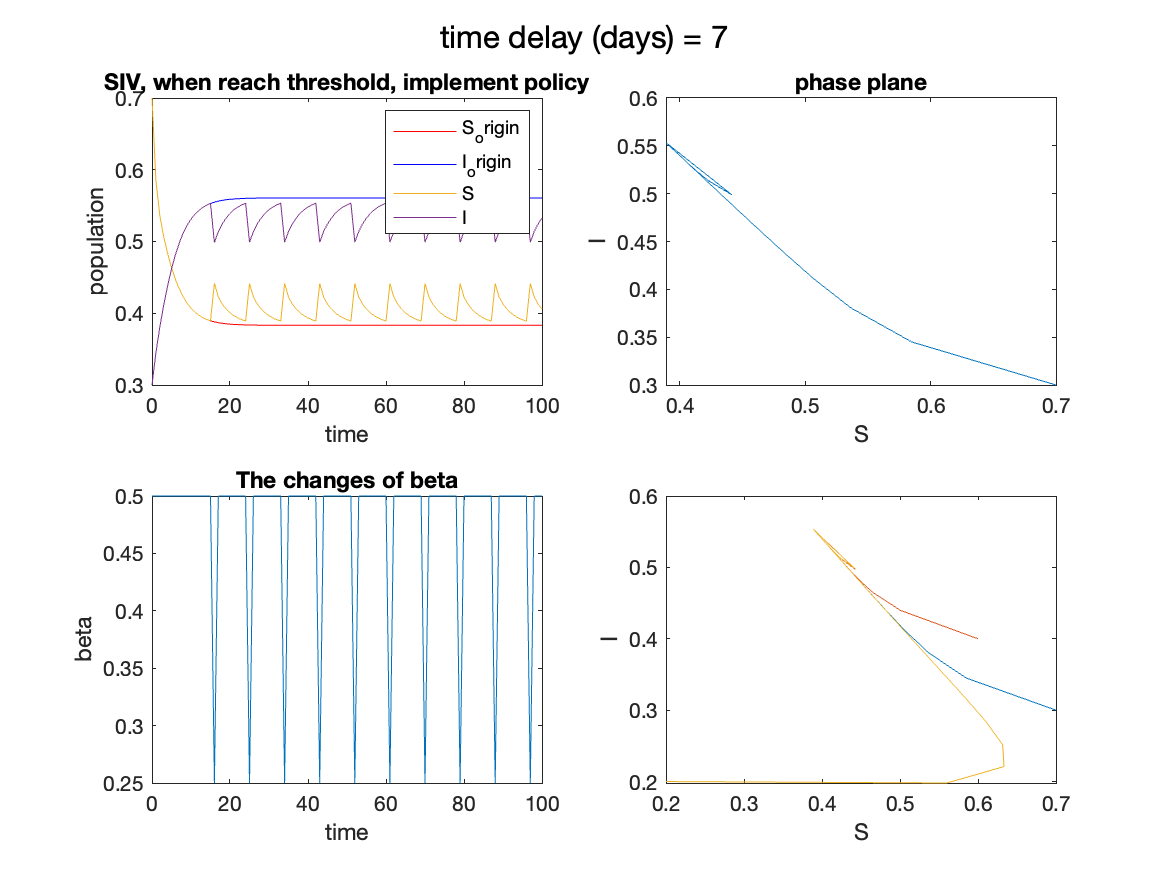 time delay (days) = 7
SIV, when reach threshold, implement policy
0.7
0.6
0.5
0.4
0.3
0 20 40 60 80 100
population
time
S_origin
I_origin
S
I
phase plane
0.6
0.55
0.5
0.45
0.4
0.35
0.3
0.4 0.5 0.6 0.7
I
S
The changes of beta
0.5
0.45
0.4
0.35
0.3
0.25
0 20 40 60 80 100
beta
time
0.6
0.5
0.4
0.3
0.2
0.2 0.3 0.4 0.5 0.6 0.7
I
S